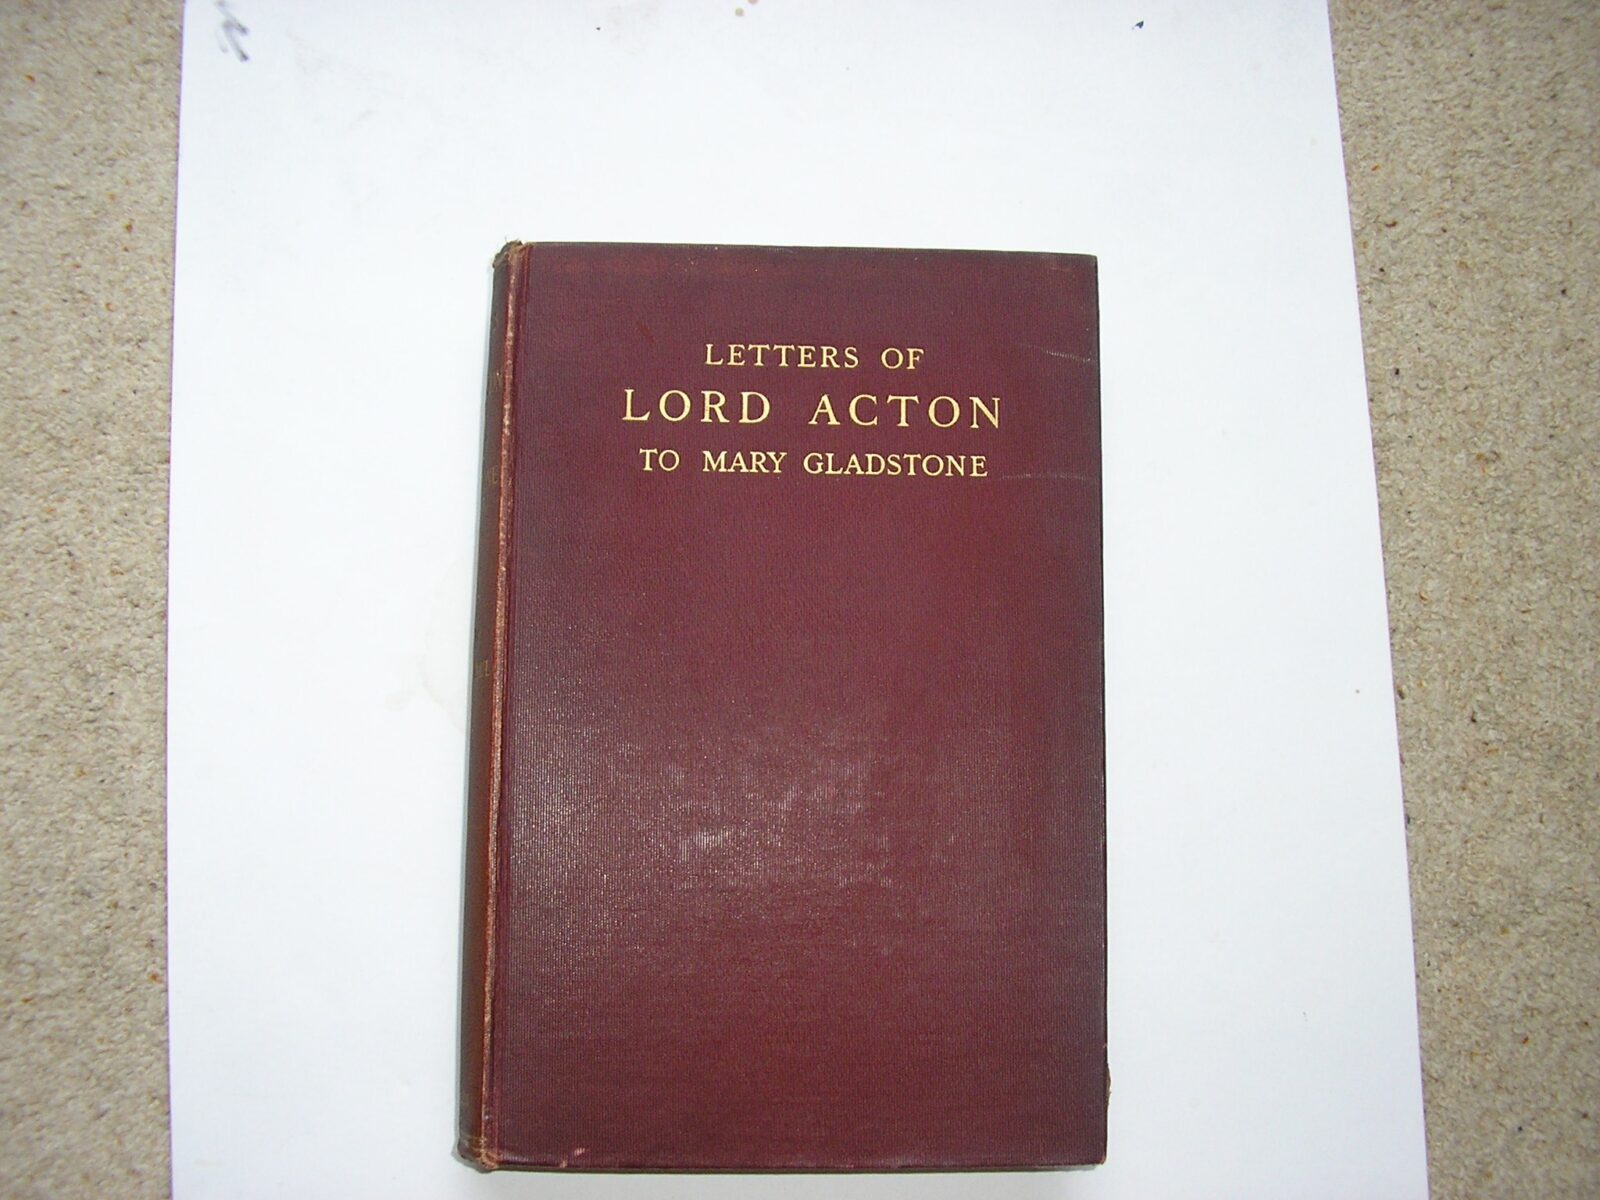 LETTERS OF
LORD ACTON
TO MARY GLADSTONE